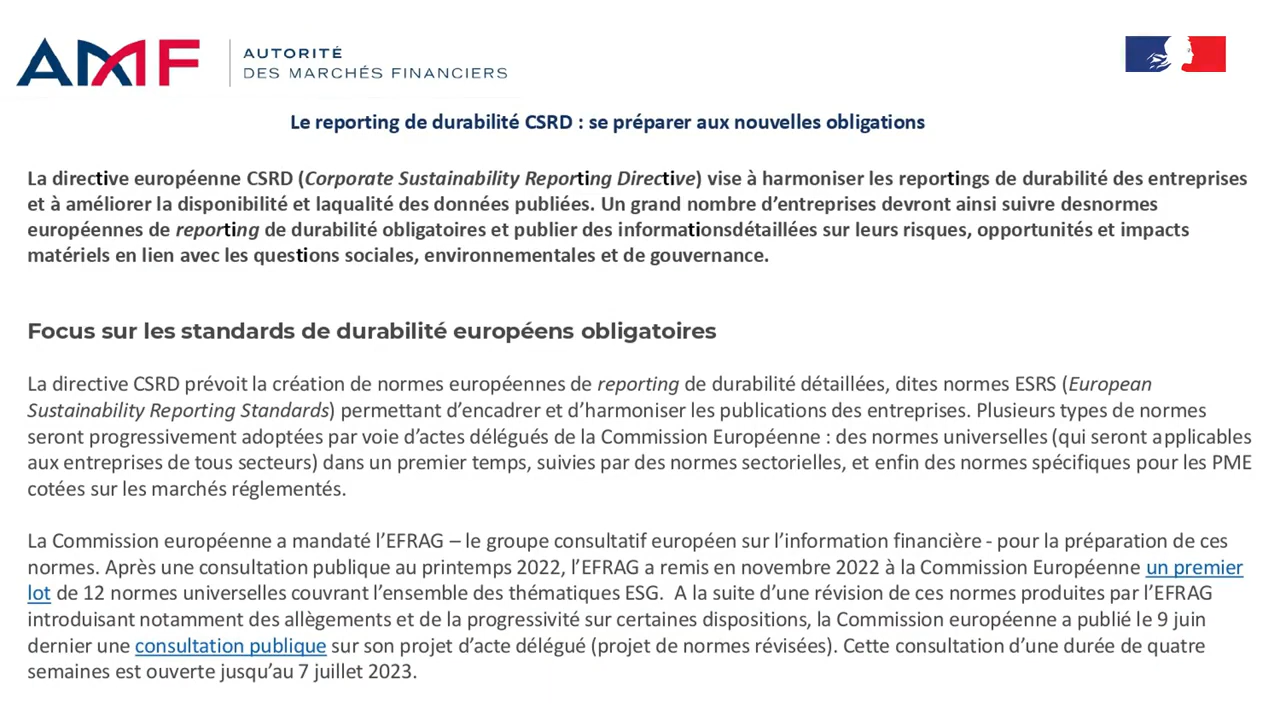 AMF
AUTORITÉ
DES MARCHÉS FINANCIERS
Le reporting de durabilité CSRD : se préparer aux nouvelles obligations
La directive européenne CSRD (Corporate Sustainability Reporting Directive) vise à harmoniser les reportings de durabilité des entreprises
et à améliorer la disponibilité et laqualité des données publiées. Un grand nombre d’entreprises devront ainsi suivre desnormes
européennes de reporting de durabilité obligatoires et publier des informationsdétaillées sur leurs risques, opportunités et impacts
matériels en lien avec les questions sociales, environnementales et de gouvernance.
Focus sur les standards de durabilité européens obligatoires
La directive CSRD prévoit la création de normes européennes de reporting de durabilité détaillées, dites normes ESRS (European
Sustainability Reporting Standards) permettant d’encadrer et d’harmoniser les publications des entreprises. Plusieurs types de normes
seront progressivement adoptées par voie d’actes délégués de la Commission Européenne : des normes universelles (qui seront applicables
aux entreprises de tous secteurs) dans un premier temps, suivies par des normes sectorielles, et enfin des normes spécifiques pour les PME
cotées sur les marchés réglementés.
La Commission européenne a mandaté l’EFRAG – le groupe consultatif européen sur l’information financière - pour la préparation de ces
normes. Après une consultation publique au printemps 2022, l’EFRAG a remis en novembre 2022 à la Commission Européenne un premier
lot de 12 normes universelles couvrant l’ensemble des thématiques ESG.  A la suite d’une révision de ces normes produites par l’EFRAG
introduisant notamment des allègements et de la progressivité sur certaines dispositions, la Commission européenne a publié le 9 juin
dernier une consultation publique sur son projet d’acte délégué (projet de normes révisées). Cette consultation d’une durée de quatre
semaines est ouverte jusqu’au 7 juillet 2023.